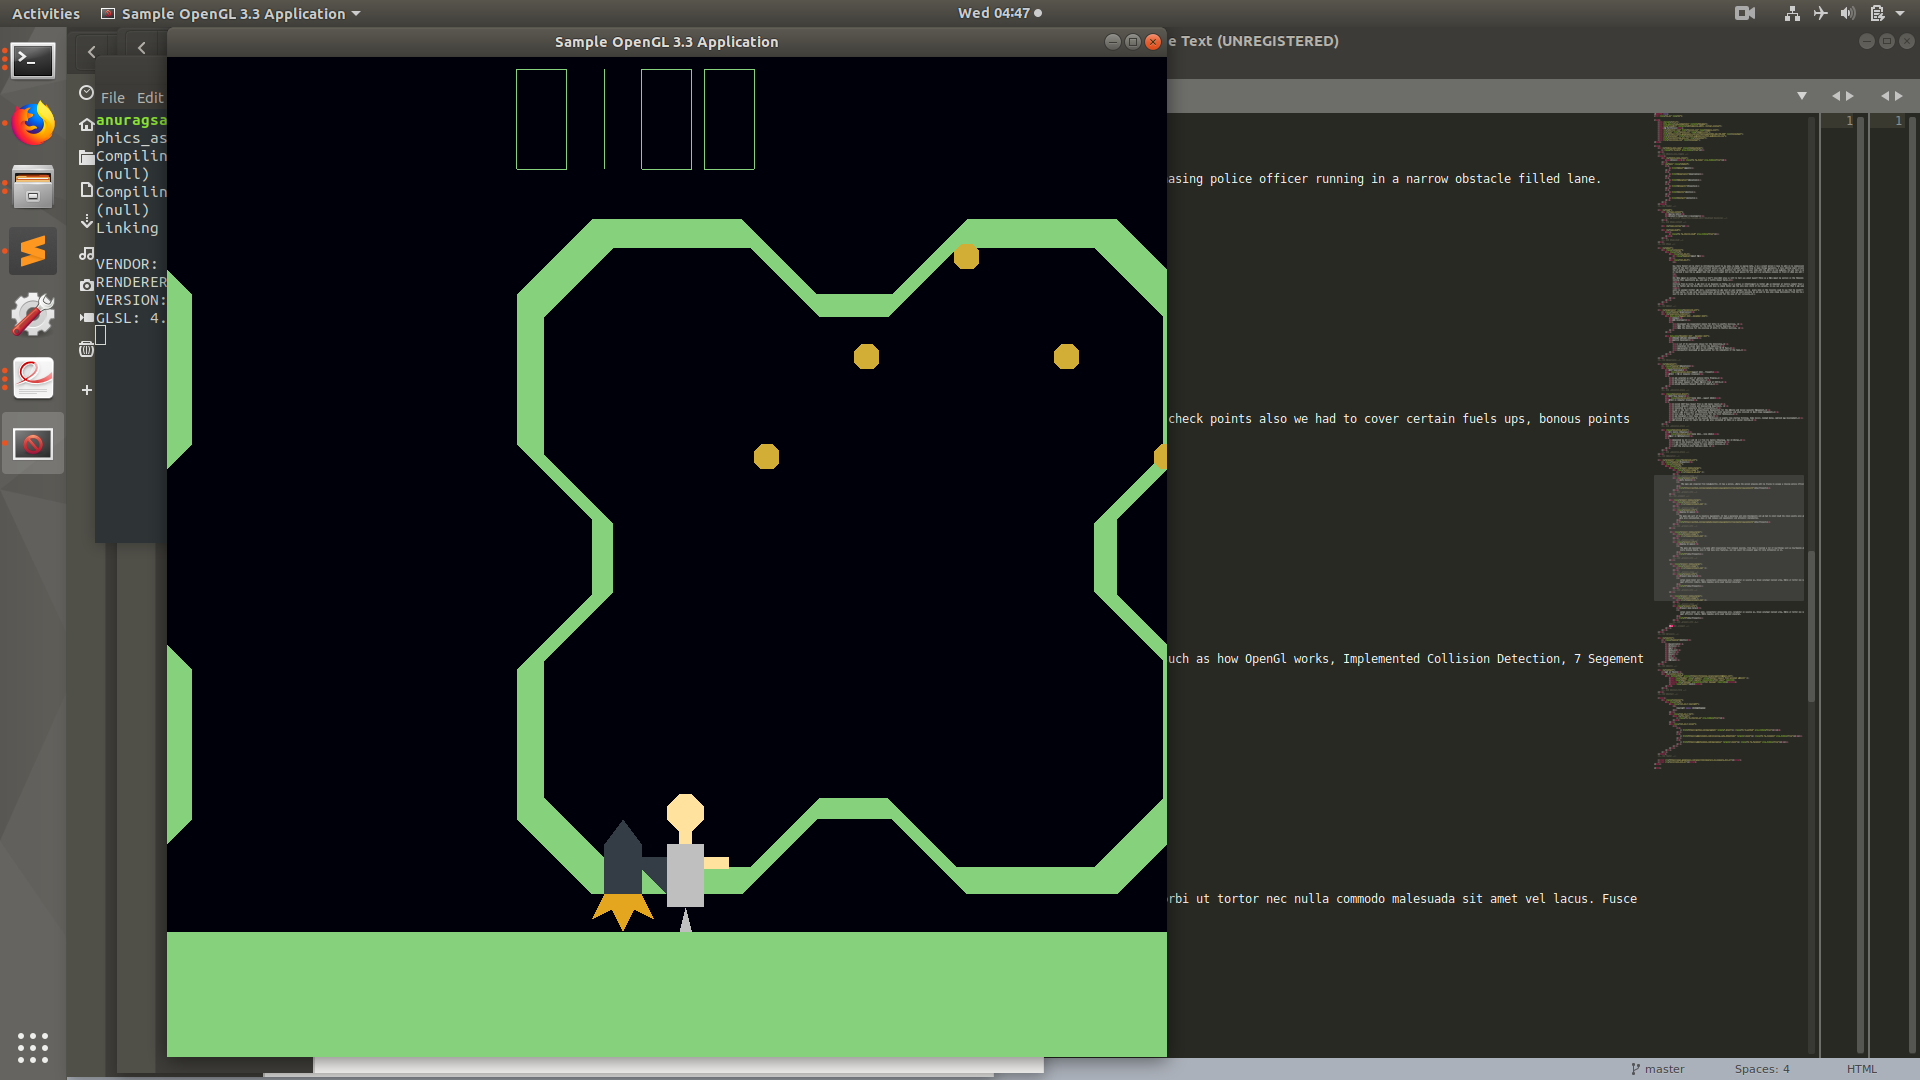 Activities
Sample OpenGL 3.3 Application
Wed 04:47
Sample OpenGL 3.3 Application
e Text (UNREGISTERED)
File Edit
anuragsa
phics_as
Compilin
(null)
Compilin
(null)
Linking
VENDOR:
RENDERER
VERSION:
GLSL: 4.
0100
1
1
asing police officer running in a narrow obstacle filled lane.
check points also we had to cover certain fuels ups, bonous points
uch as how OpenGl works, Implemented Collision Detection, 7 Segement
rbi ut tortor nec nulla commodo malesuada sit amet vel lacus. Fusce
master
Spaces: 4
HTML